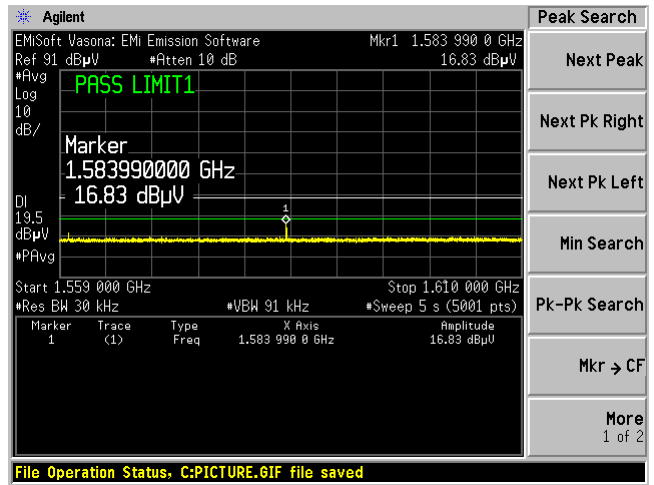 Agilent
Peak Search
EMiSoft Vasona: EMi Emission Software
Mkr1 1.583 990 0 GHz
Ref 91 dBµV #Atten 10 dB 16.83 dBµV
#Avg
Log
10
dB/
PASS LIMIT1
Marker
1.583990000 GHz
16.83 dBµV
DI
19.5
dBµV
#PAvg
1
Start 1.559 000 GHz Stop 1.610 000 GHz
#Res BW 30 kHz #VBW 91 kHz #Sweep 5 s (5001 pts)
Marker Trace Type X Axis Amplitude
1 (1) Freq 1.583 990 0 GHz 16.83 dBµV
Next Peak
Next Pk Right
Next Pk Left
Min Search
Pk-Pk Search
Mkr → CF
More
1 of 2
File Operation Status, C:PICTURE.GIF file saved